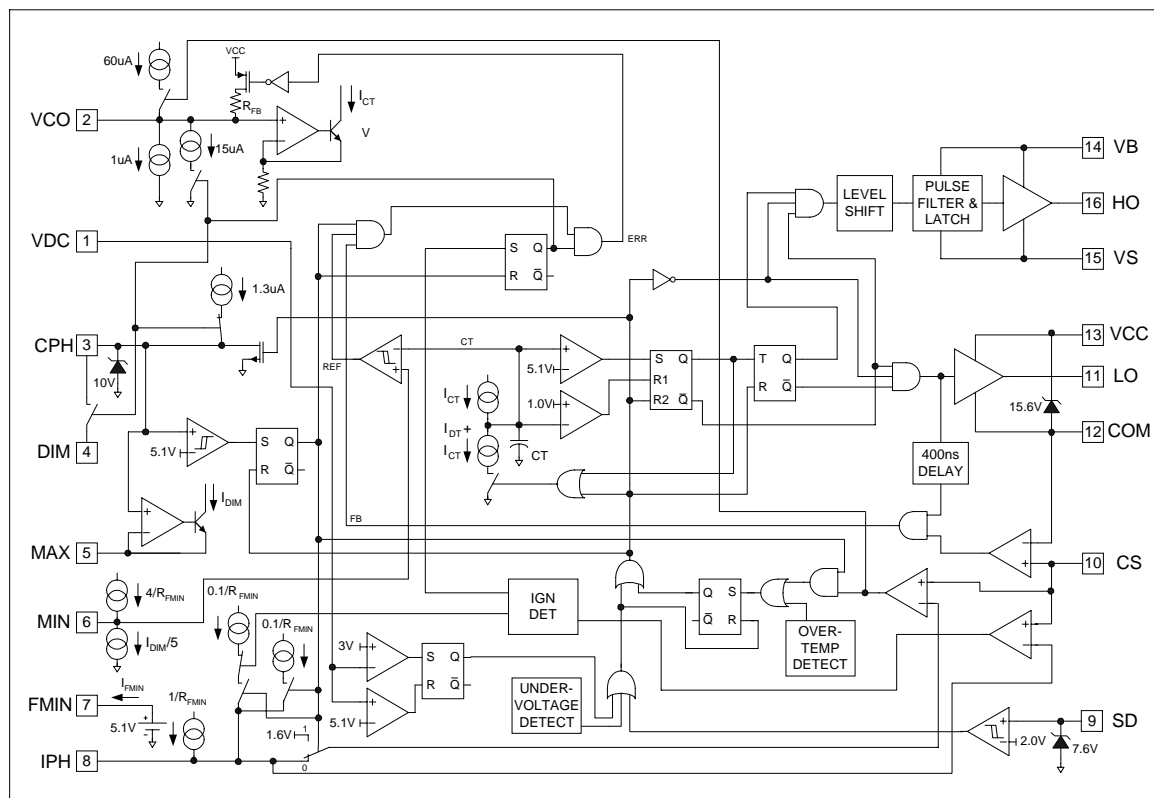 60uA
VCC
I_CT
R_FB
V
VCO 2
1uA
15uA
VDC 1
ERR
S Q
R Q̅
1.3uA
CPH 3
10V
REF
CT
5.1V
1.0V
S Q
R1
R2 Q̅
T Q
R Q̅
I_CT
I_DT +
I_CT
CT
DIM 4
5.1V
S Q
R Q̅
I_DIM
MAX 5
FB
4/R_FMIN
0.1/R_FMIN
MIN 6
I_DIM/5
0.1/R_FMIN
IGN
DET
Q S
Q̅ R
OVER-
TEMP
DETECT
3V
S Q
R Q̅
5.1V
UNDER-
VOLTAGE
DETECT
I_FMIN
FMIN 7
5.1V
1/R_FMIN
1.6V
1
0
IPH 8
LEVEL
SHIFT
PULSE
FILTER &
LATCH
14 VB
16 HO
15 VS
13 VCC
11 LO
15.6V
12 COM
400ns
DELAY
10 CS
9 SD
2.0V
7.6V